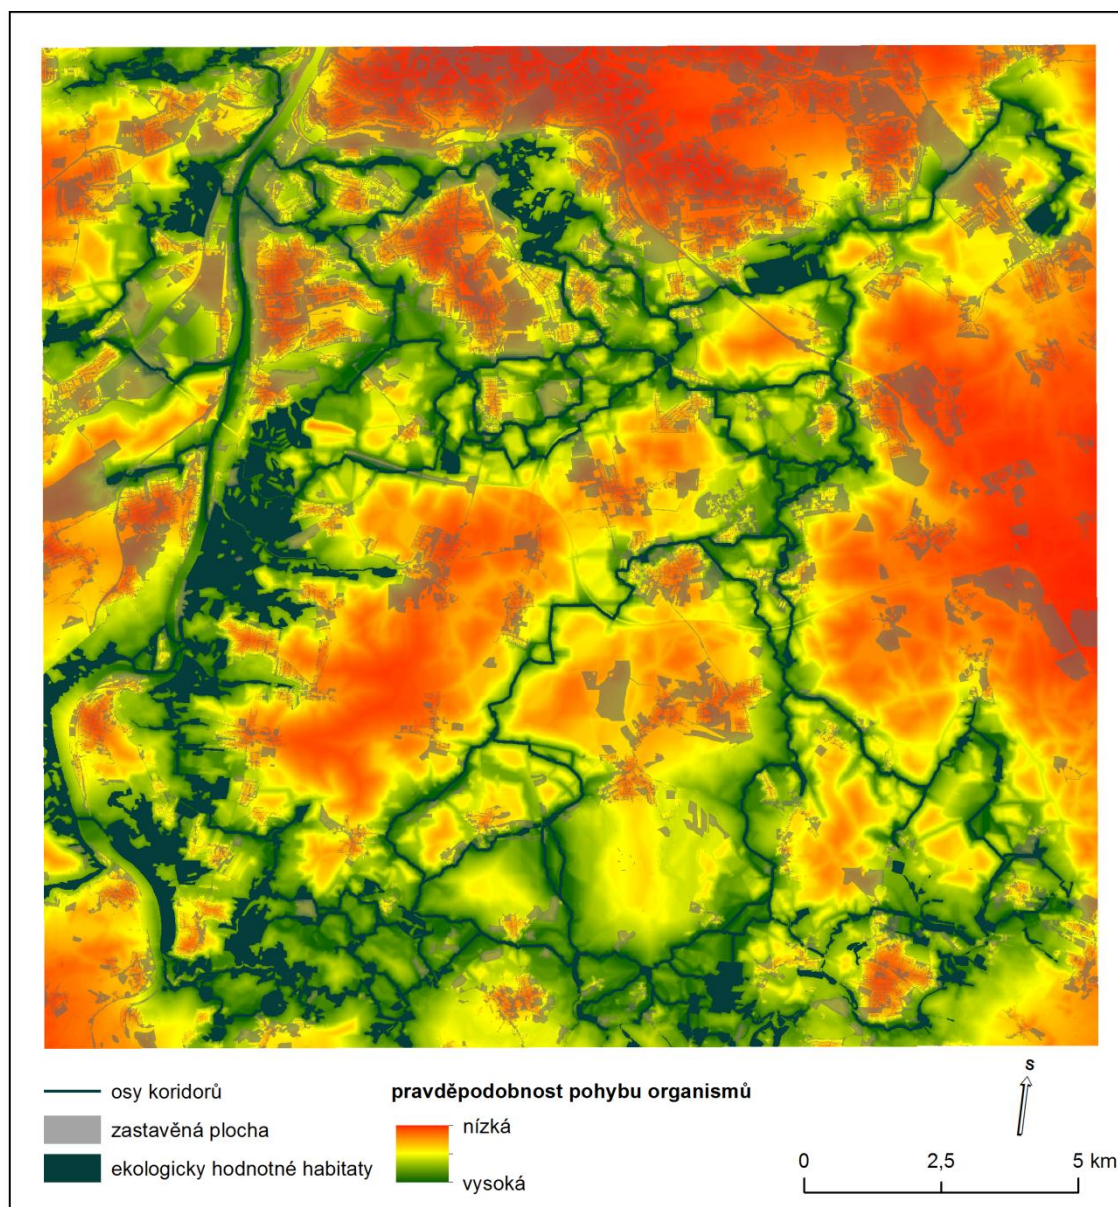 osy koridorů
zastavěná plocha
ekologicky hodnotné habitaty
pravděpodobnost pohybu organismů
nízká
vysoká
S
0 2,5 5 km